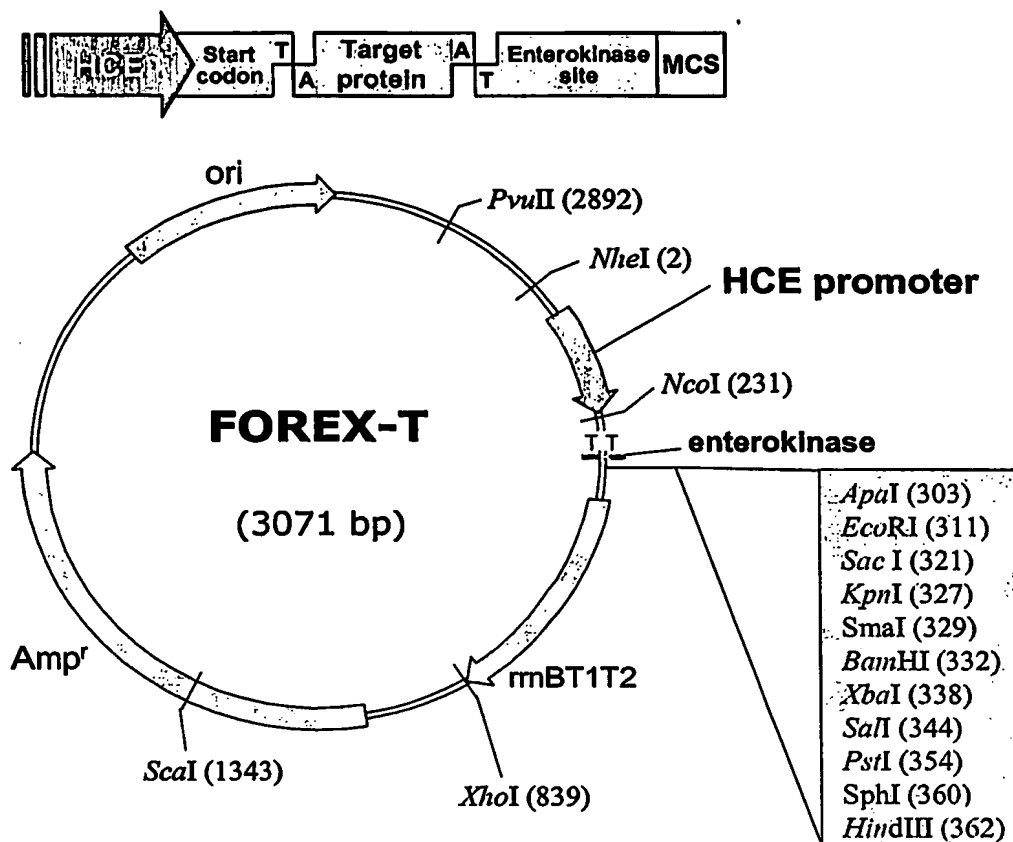 HCE
Start codon
T
A
Target protein
A
T
Enterokinase site
MCS
ori
PvuII (2892)
NheI (2)
HCE promoter
NcoI (231)
T T
enterokinase
FOREX-T
(3071 bp)
ApaI (303)
EcoRI (311)
Sac I (321)
KpnI (327)
SmaI (329)
BamHI (332)
XbaI (338)
SalI (344)
PstI (354)
SphI (360)
HindIII (362)
Ampʳ
rrnBT1T2
ScaI (1343)
XhoI (839)